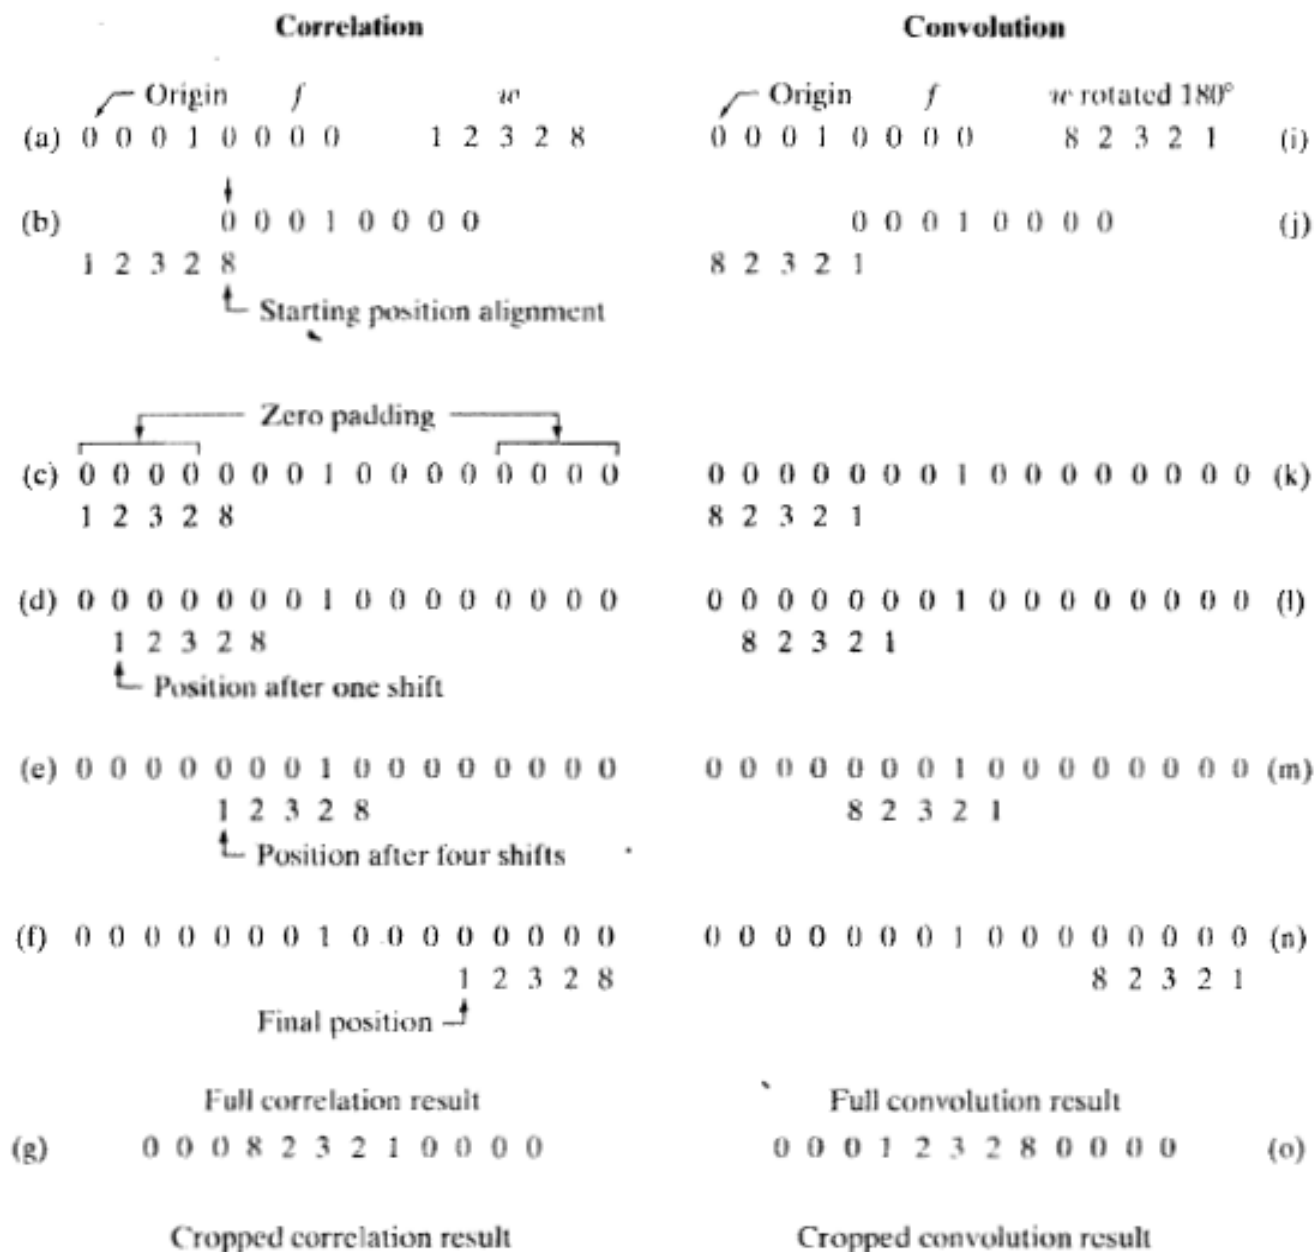 Correlation Convolution
Origin f w Origin f w rotated 180°
(a) 0 0 0 1 0 0 0 0 1 2 3 2 8 0 0 0 1 0 0 0 0 8 2 3 2 1 (i)
(b) 0 0 0 1 0 0 0 0 0 0 0 1 0 0 0 0 (j)
1 2 3 2 8 8 2 3 2 1
Starting position alignment
Zero padding
(c) 0 0 0 0 0 0 0 1 0 0 0 0 0 0 0 0 0 0 0 0 0 0 0 1 0 0 0 0 0 0 0 0 (k)
1 2 3 2 8 8 2 3 2 1
(d) 0 0 0 0 0 0 0 1 0 0 0 0 0 0 0 0 0 0 0 0 0 0 0 1 0 0 0 0 0 0 0 0 (l)
1 2 3 2 8 8 2 3 2 1
Position after one shift
(e) 0 0 0 0 0 0 0 1 0 0 0 0 0 0 0 0 0 0 0 0 0 0 0 1 0 0 0 0 0 0 0 0 (m)
1 2 3 2 8 8 2 3 2 1
Position after four shifts
(f) 0 0 0 0 0 0 0 1 0 0 0 0 0 0 0 0 0 0 0 0 0 0 0 1 0 0 0 0 0 0 0 0 (n)
1 2 3 2 8 8 2 3 2 1
Final position
Full correlation result Full convolution result
(g) 0 0 0 8 2 3 2 1 0 0 0 0 0 0 0 1 2 3 2 8 0 0 0 0 (o)
Cropped correlation result Cropped convolution result